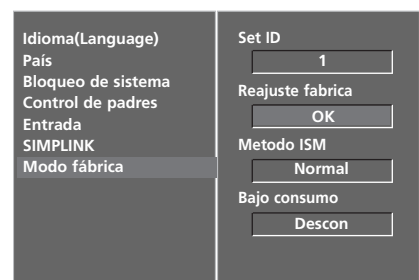 Idioma(Language)
País
Bloqueo de sistema
Control de padres
Entrada
SIMPLINK
Modo fábrica
Set ID
1
Reajuste fabrica
OK
Metodo ISM
Normal
Bajo consumo
Descon